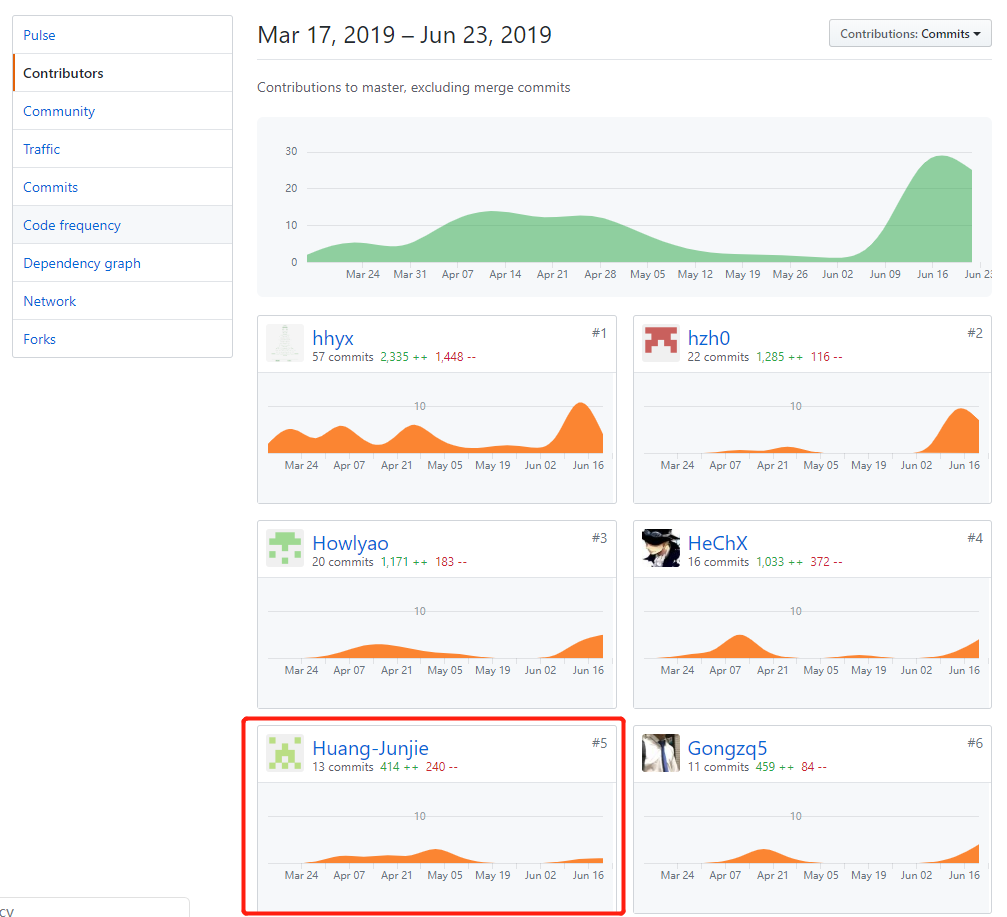 Pulse
Contributors
Community
Traffic
Commits
Code frequency
Dependency graph
Network
Forks
Mar 17, 2019 – Jun 23, 2019
Contributions: Commits
Contributions to master, excluding merge commits
30
20
10
0
Mar 24 Mar 31 Apr 07 Apr 14 Apr 21 Apr 28 May 05 May 12 May 19 May 26 Jun 02 Jun 09 Jun 16 Jun 23
hhyx #1
57 commits 2,335 ++ 1,448 --
10
Mar 24 Apr 07 Apr 21 May 05 May 19 Jun 02 Jun 16
hzh0 #2
22 commits 1,285 ++ 116 --
10
Mar 24 Apr 07 Apr 21 May 05 May 19 Jun 02 Jun 16
Howlyao #3
20 commits 1,171 ++ 183 --
10
Mar 24 Apr 07 Apr 21 May 05 May 19 Jun 02 Jun 16
HeChX #4
16 commits 1,033 ++ 372 --
10
Mar 24 Apr 07 Apr 21 May 05 May 19 Jun 02 Jun 16
Huang-Junjie #5
13 commits 414 ++ 240 --
10
Mar 24 Apr 07 Apr 21 May 05 May 19 Jun 02 Jun 16
Gongzq5 #6
11 commits 459 ++ 84 --
10
Mar 24 Apr 07 Apr 21 May 05 May 19 Jun 02 Jun 16
cy